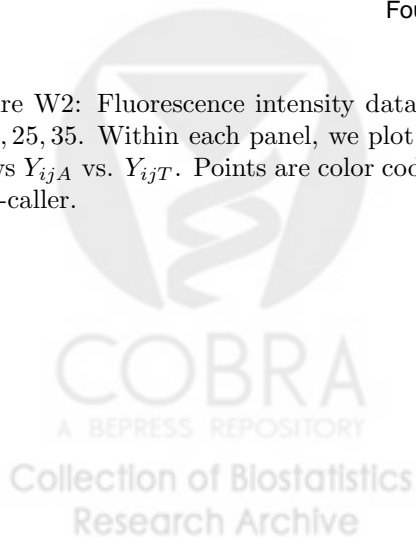 Fou
re W2: Fluorescence intensity data
, 25, 35. Within each panel, we plot
vs Y_{ijA} vs. Y_{ijT}. Points are color cod
-caller.
COBRA
A BEPRESS REPOSITORY
Collection of Biostatistics
Research Archive